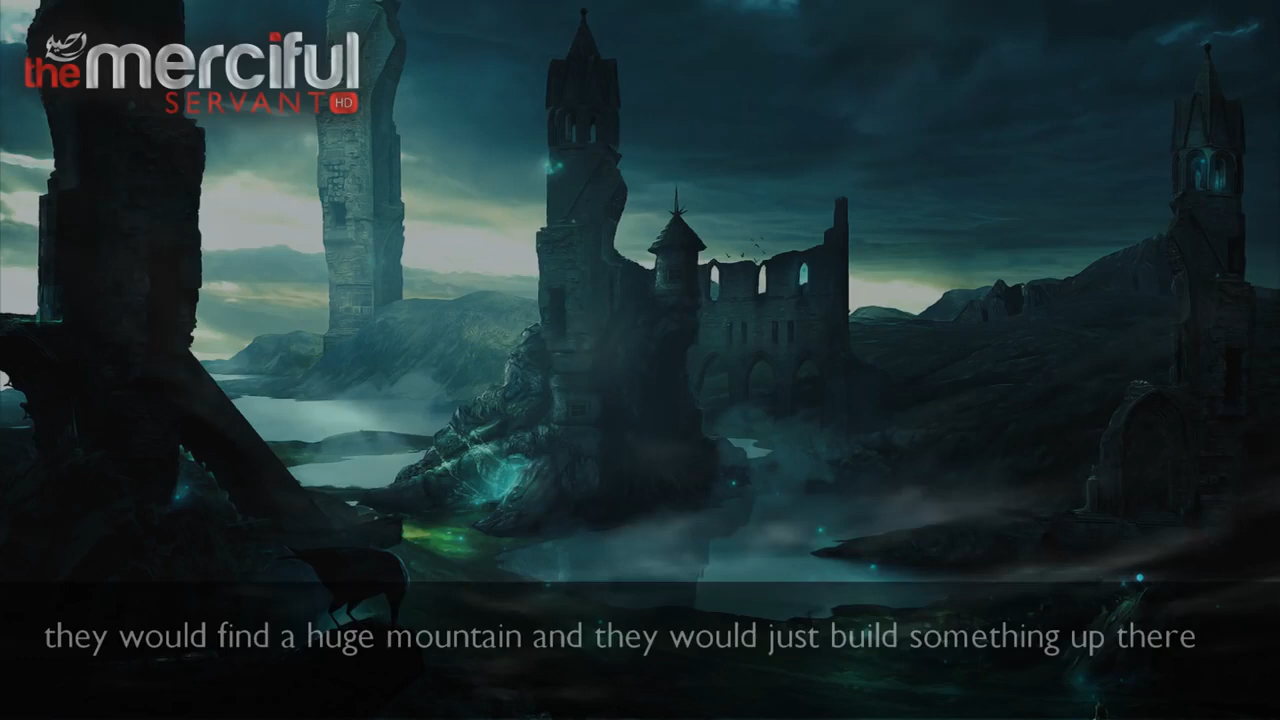 the merciful
SERVANT HD
they would find a huge mountain and they would just build something up there